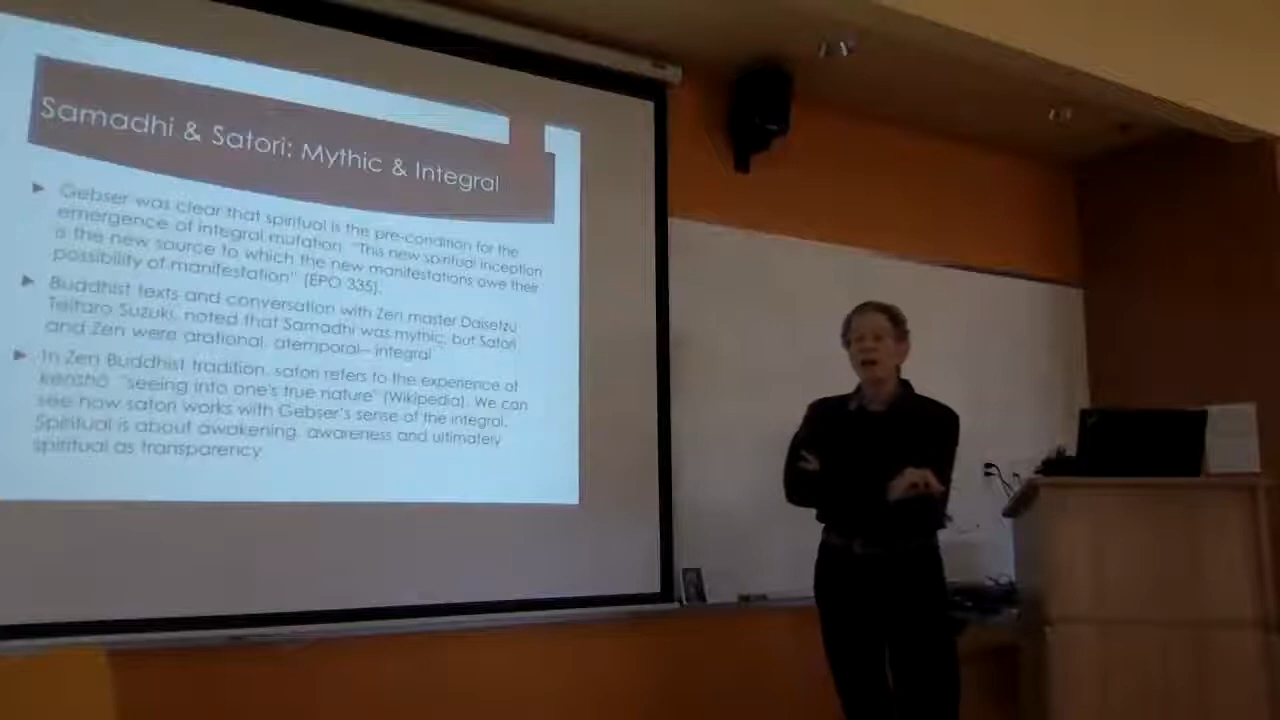 Samadhi & Satori: Mythic & Integral
Gebser was clear that spiritual is the pre-condition for the
emergence of integral mutation. "This new spiritual inception
is the new source to which the new manifestations owe their
possibility of manifestation" (EPO 335).
Buddhist texts and conversation with Zen master Daisetzu
Teitaro Suzuki, noted that Samadhi was mythic, but Satori
and Zen were arational, atemporal—integral
In Zen Buddhist tradition, satori refers to the experience of
kenshō, "seeing into one's true nature" (Wikipedia). We can
see how satori works with Gebser's sense of the integral.
Spiritual is about awakening, awareness and ultimately
spiritual as transparency